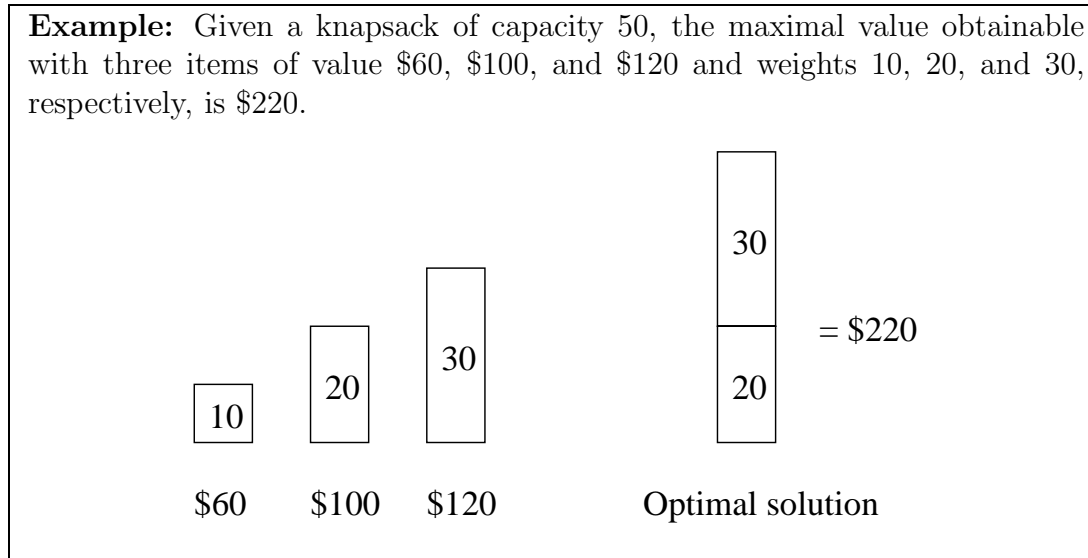 Example: Given a knapsack of capacity 50, the maximal value obtainable
with three items of value $60, $100, and $120 and weights 10, 20, and 30,
respectively, is $220.
30
= $220
30
20
20
10
$60 $100 $120 Optimal solution